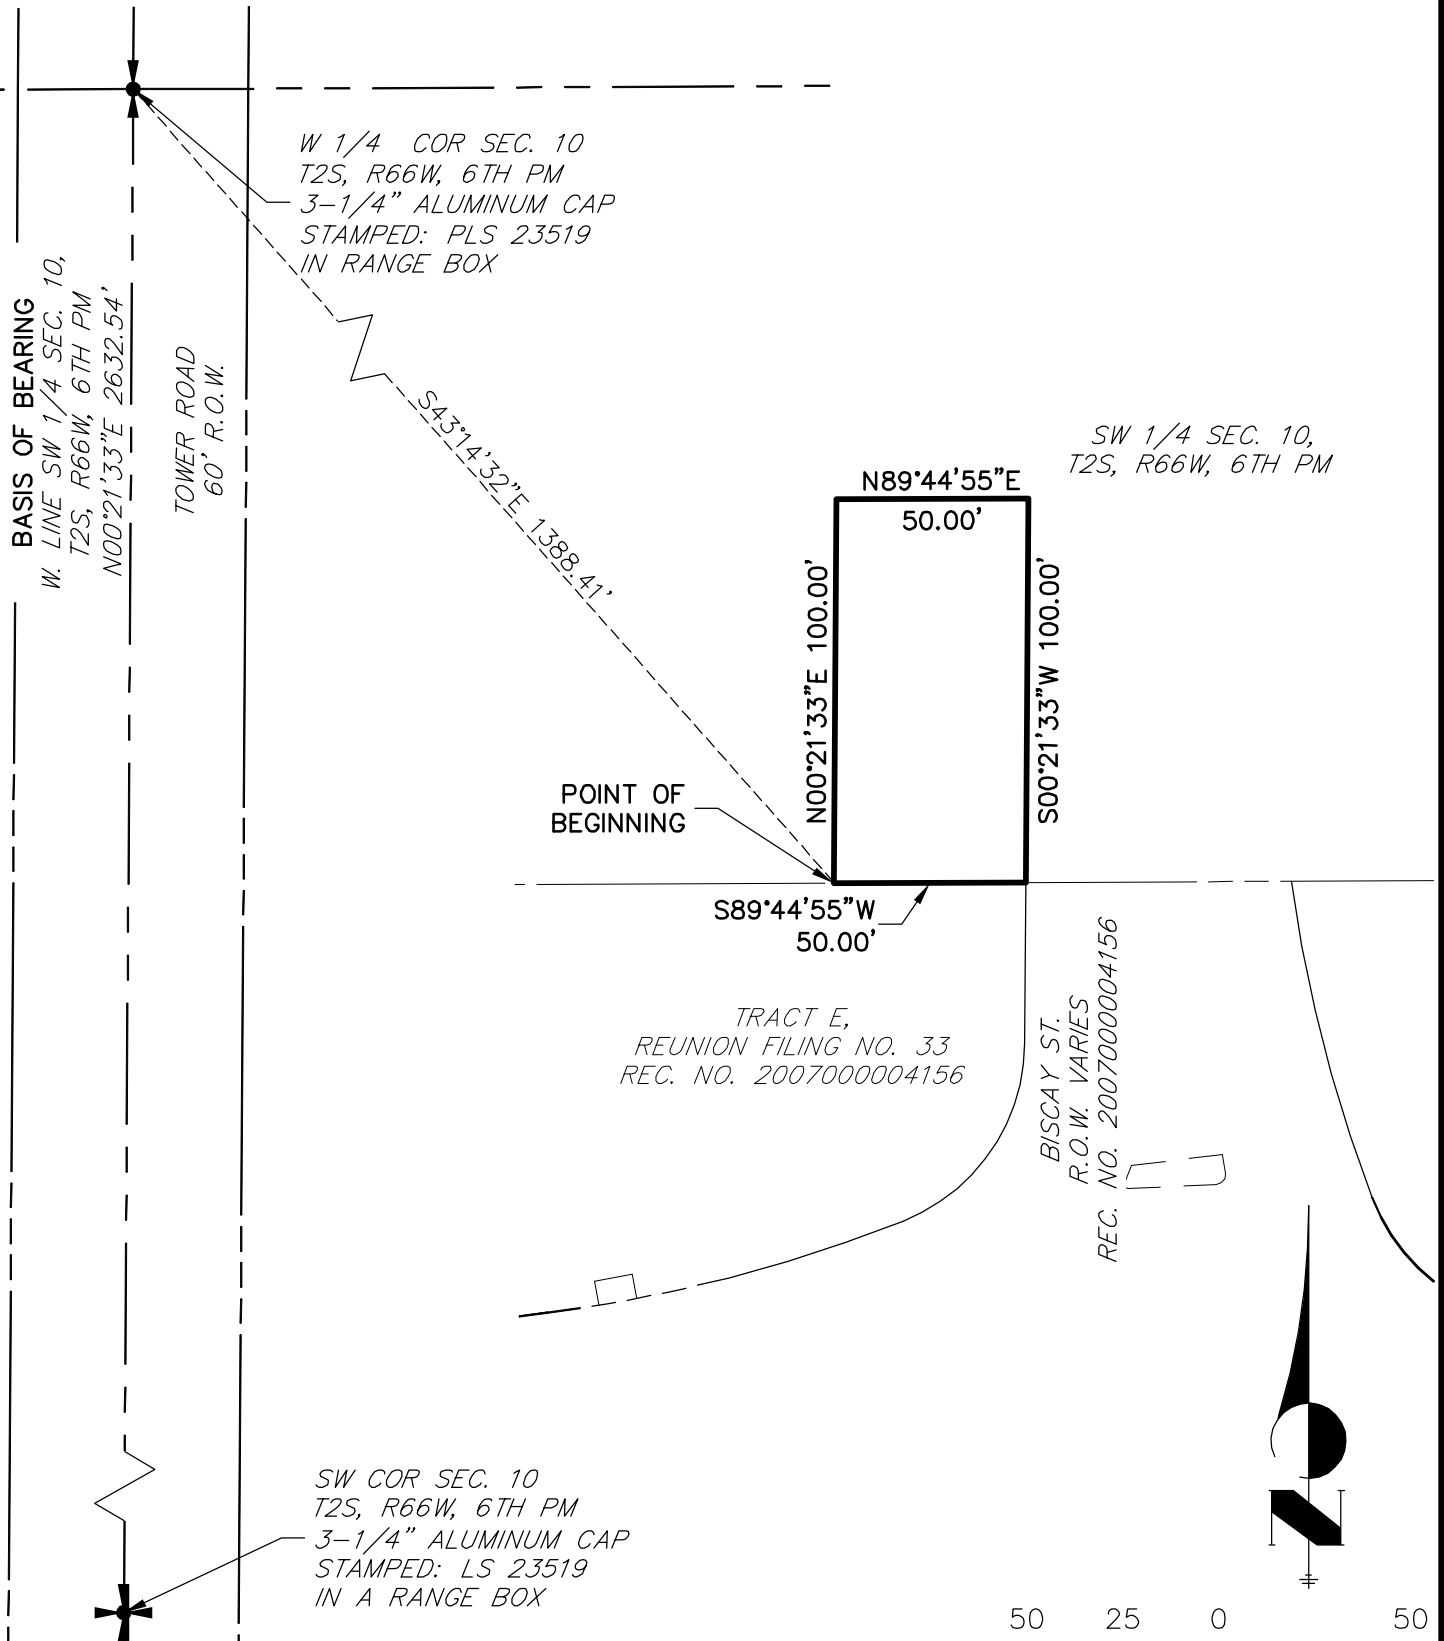 W 1/4 COR SEC. 10
T2S, R66W, 6TH PM
3-1/4" ALUMINUM CAP
STAMPED: PLS 23519
IN RANGE BOX
BASIS OF BEARING
W. LINE SW 1/4 SEC. 10,
T2S, R66W, 6TH PM
N00°21'33"E 2632.54'
TOWER ROAD
60' R.O.W.
S43°14'32"E 1388.41'
SW 1/4 SEC. 10,
T2S, R66W, 6TH PM
N89°44'55"E
50.00'
N00°21'33"E 100.00'
S00°21'33"W 100.00'
POINT OF
BEGINNING
S89°44'55"W
50.00'
TRACT E,
REUNION FILING NO. 33
REC. NO. 2007000004156
BISCAY ST.
R.O.W. VARIES
REC. NO. 2007000004156
SW COR SEC. 10
T2S, R66W, 6TH PM
3-1/4" ALUMINUM CAP
STAMPED: LS 23519
IN A RANGE BOX
N
50 25 0 50